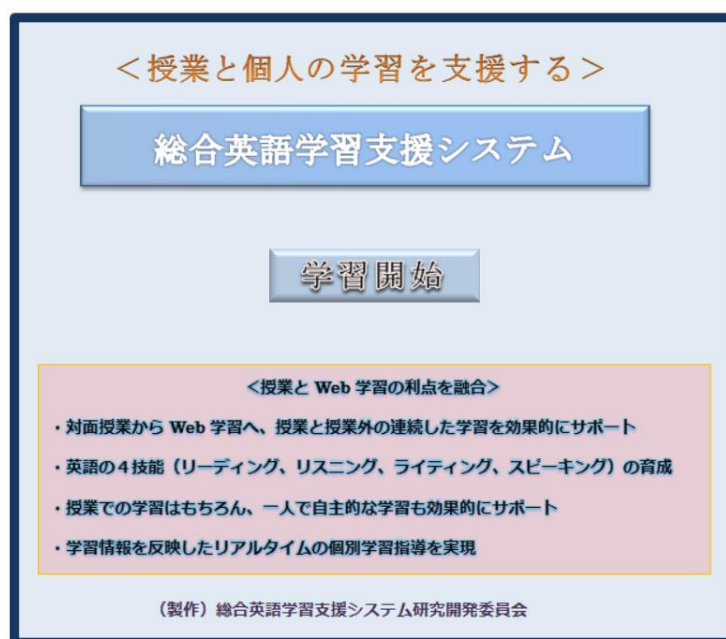 ＜授業と個人の学習を支援する＞
総合英語学習支援システム
学習開始
＜授業と Web 学習の利点を融合＞
・対面授業から Web 学習へ、授業と授業外の連続した学習を効果的にサポート
・英語の４技能（リーディング、リスニング、ライティング、スピーキング）の育成
・授業での学習はもちろん、一人で自主的な学習も効果的にサポート
・学習情報を反映したリアルタイムの個別学習指導を実現
（製作）総合英語学習支援システム研究開発委員会